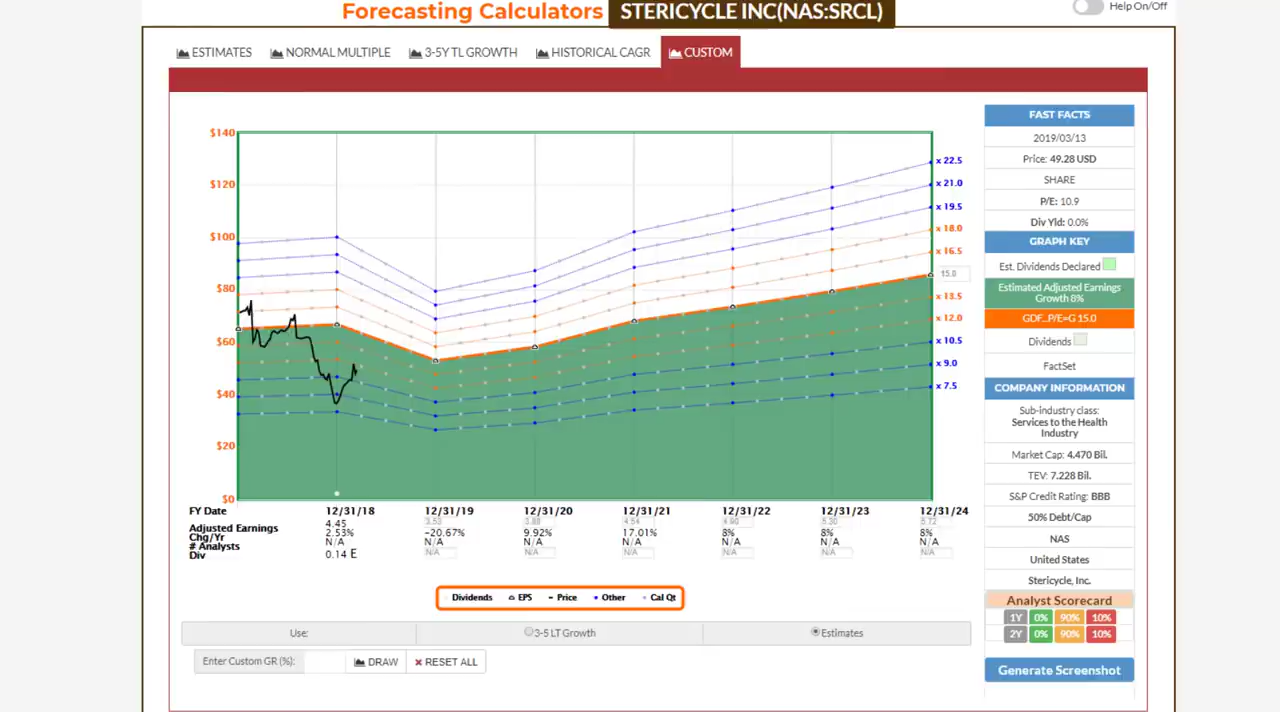 Forecasting Calculators STERICYCLE INC(NAS:SRCL)
Help On/Off
ESTIMATES NORMAL MULTIPLE 3-5Y TL GROWTH HISTORICAL CAGR CUSTOM
$140
$120
$100
$80
$60
$40
$20
$0
x 22.5
x 21.0
x 19.5
x 18.0
x 16.5
15.0
x 13.5
x 12.0
x 10.5
x 9.0
x 7.5
FY Date 12/31/18 12/31/19 12/31/20 12/31/21 12/31/22 12/31/23 12/31/24
Adjusted Earnings 4.45 3.53 3.88 4.54 4.90 5.30 5.72
Chg/Yr 2.53% -20.67% 9.92% 17.01% 8% 8% 8%
# Analysts N/A N/A N/A N/A N/A N/A N/A
Div 0.14 E N/A N/A N/A N/A N/A N/A
Dividends EPS Price Other Cal Qt
Use: 3-5 LT Growth Estimates
Enter Custom GR (%): DRAW RESET ALL
FAST FACTS
2019/03/13
Price: 49.28 USD
SHARE
P/E: 10.9
Div Yld: 0.0%
GRAPH KEY
Est. Dividends Declared
Estimated Adjusted Earnings
Growth 8%
GDF...P/E=G 15.0
Dividends
FactSet
COMPANY INFORMATION
Sub-industry class:
Services to the Health
Industry
Market Cap: 4.470 Bil.
TEV: 7.228 Bil.
S&P Credit Rating: BBB
50% Debt/Cap
NAS
United States
Stericycle, Inc.
Analyst Scorecard
1Y 0% 90% 10%
2Y 0% 90% 10%
Generate Screenshot